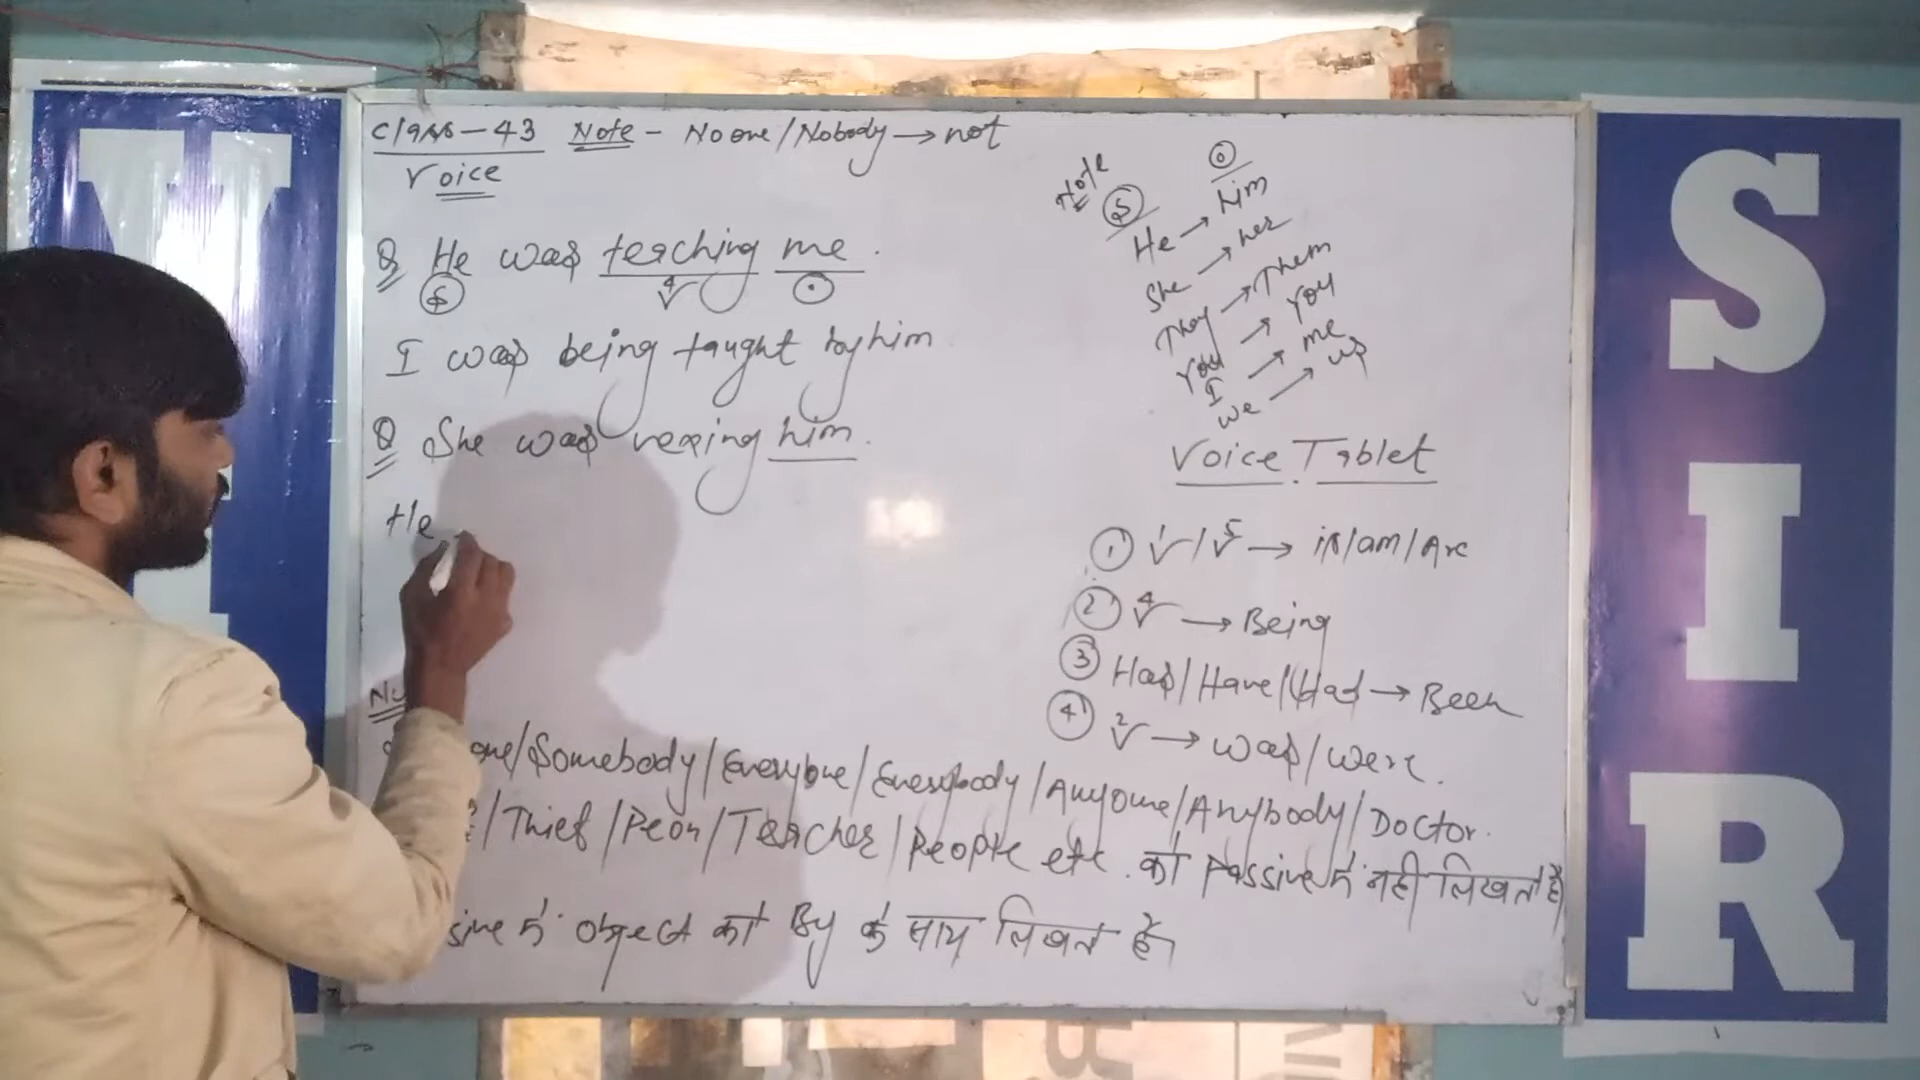 Class-43 Note - No one/Nobody → not
Voice
Q He was teaching me.
S V4 O
I was being taught by him.
Q She was vexing him.
He
Note
S O
He → him
She → her
They → Them
You → You
I → me
we → us
Voice Tablet
1 V1/V5 → is/am/Are
2 V4 → Being
3 Has/Have/Had → Been
4 V2 → was/were.
one/Somebody/Everyone/Everybody/Anyone/Anybody/Doctor.
/Thief/Peon/Teacher/People etc. को Passive में नही लिखते है
sive में object को By के साथ लिखते है
SIR